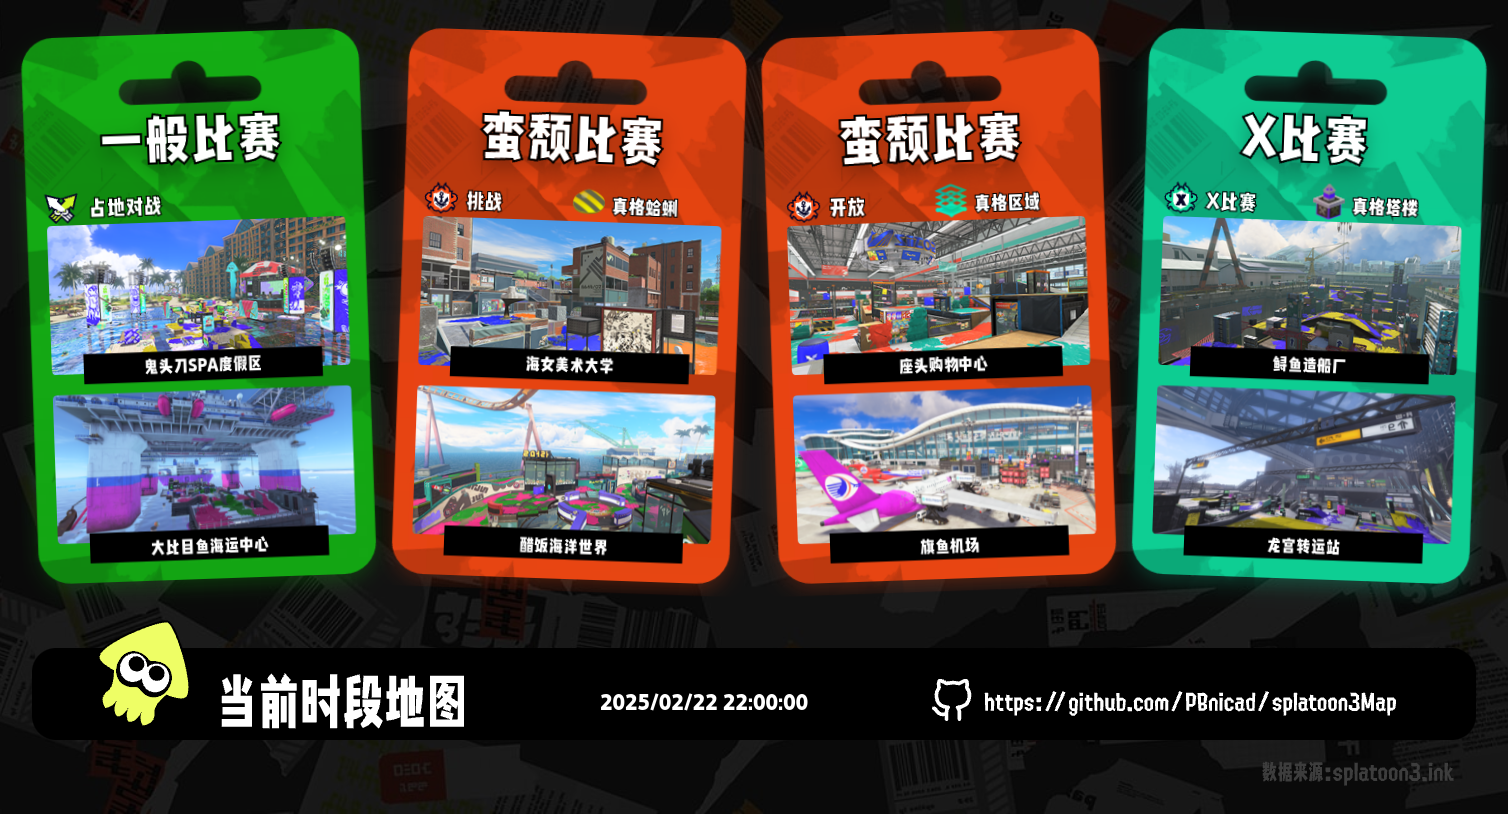 一般比赛
占地对战
鬼头刀SPA度假区
大比目鱼海运中心
蛮颓比赛
挑战
真格蛤蜊
海女美术大学
醋饭海洋世界
蛮颓比赛
开放
真格区域
座头购物中心
旗鱼机场
X比赛
X比赛
真格塔楼
鲟鱼造船厂
龙宫转运站
当前时段地图
2025/02/22 22:00:00
https://github.com/PBnicad/splatoon3Map
数据来源:splatoon3.ink